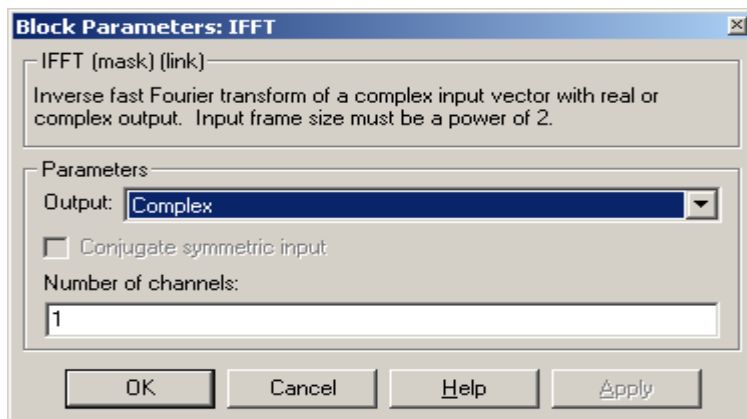 Block Parameters: IFFT
IFFT (mask) (link)
Inverse fast Fourier transform of a complex input vector with real or
complex output.  Input frame size must be a power of 2.
Parameters
Output: Complex
Conjugate symmetric input
Number of channels:
1
OK Cancel Help Apply